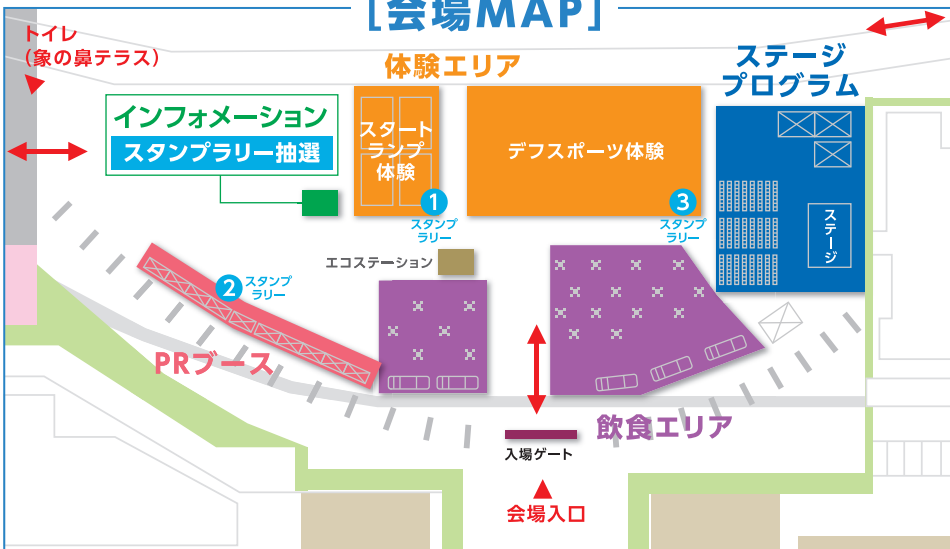 [会場MAP]
トイレ
(象の鼻テラス)
体験エリア
ステージ
プログラム
インフォメーション
スタンプラリー抽選
スタート
ランプ
体験
デフスポーツ体験
1
スタンプ
ラリー
3
スタンプ
ラリー
ステージ
エコステーション
2
スタンプ
ラリー
PRブース
飲食エリア
入場ゲート
会場入口